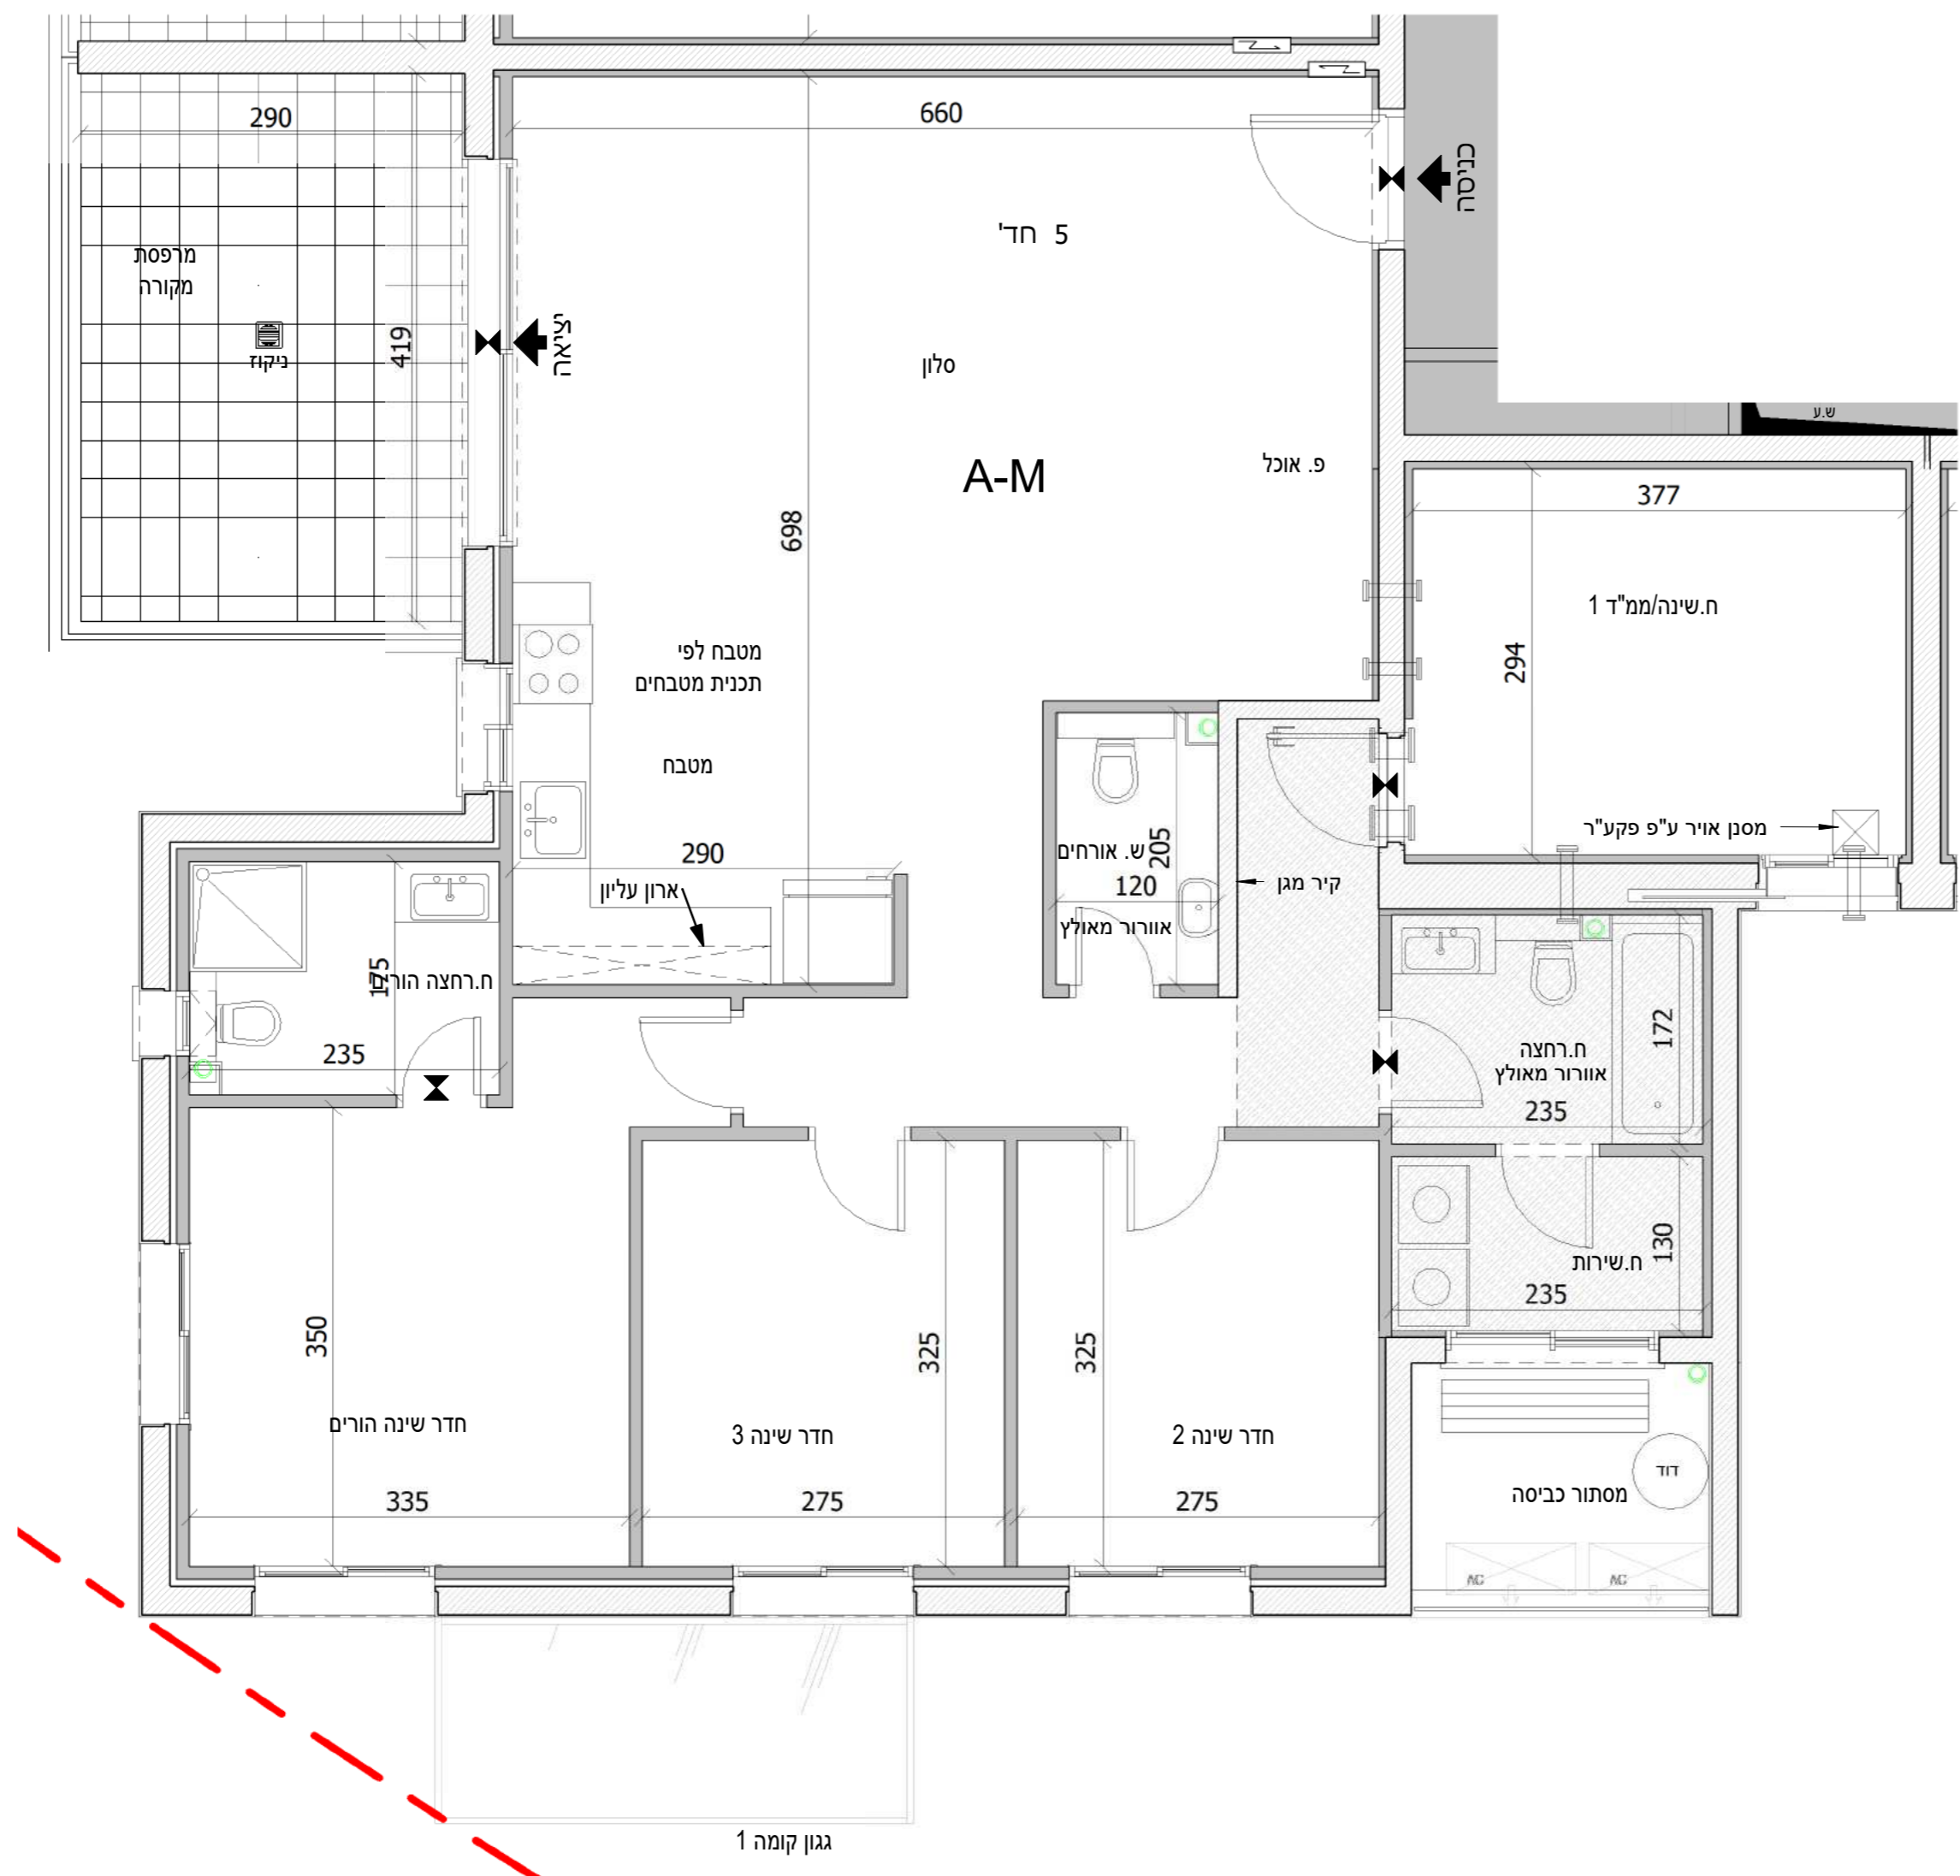 290
660
כניסה
5 חד'
מרפסת
מקורה
ניקוז
419
יציאה
סלון
ש.ע
פ. אוכל
A-M
377
698
ח.שינה/ממ"ד 1
294
מטבח לפי
תכנית מטבחים
מטבח
מסנן אויר ע"פ פקע"ר
290
ש. אורחים
205
120
קיר מגן
ארון עליון
אוורור מאולץ
175
ח.רחצה הורים
235
172
ח.רחצה
אוורור מאולץ
235
130
ח.שירות
235
350
325
325
חדר שינה הורים
חדר שינה 3
חדר שינה 2
דוד
מסתור כביסה
335
275
275
AC
AC
גגון קומה 1